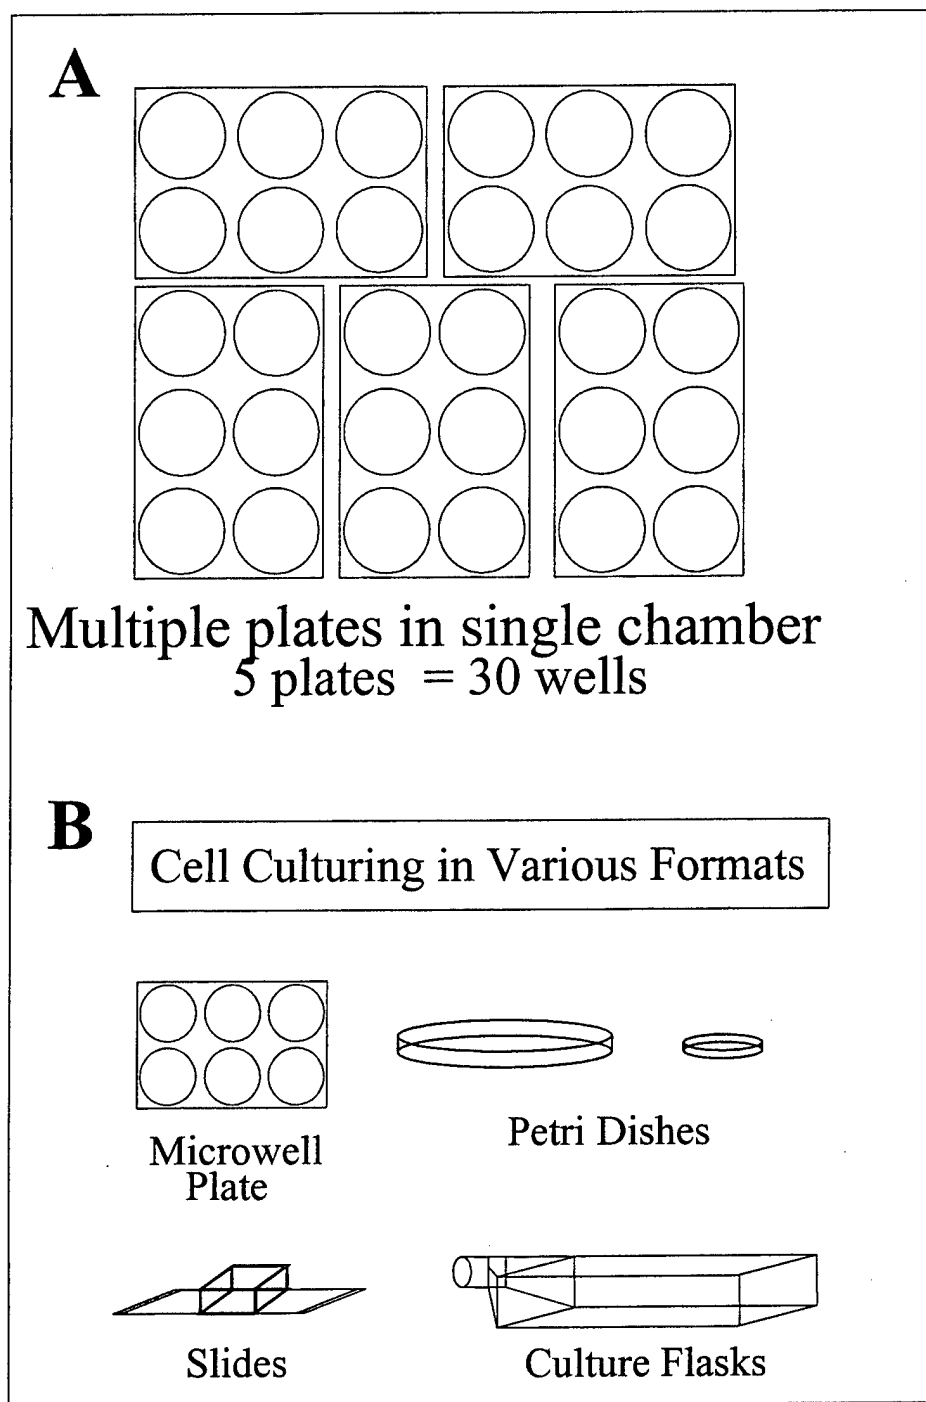 A
Multiple plates in single chamber
5 plates = 30 wells
B
Cell Culturing in Various Formats
Microwell
Plate
Petri Dishes
Slides
Culture Flasks